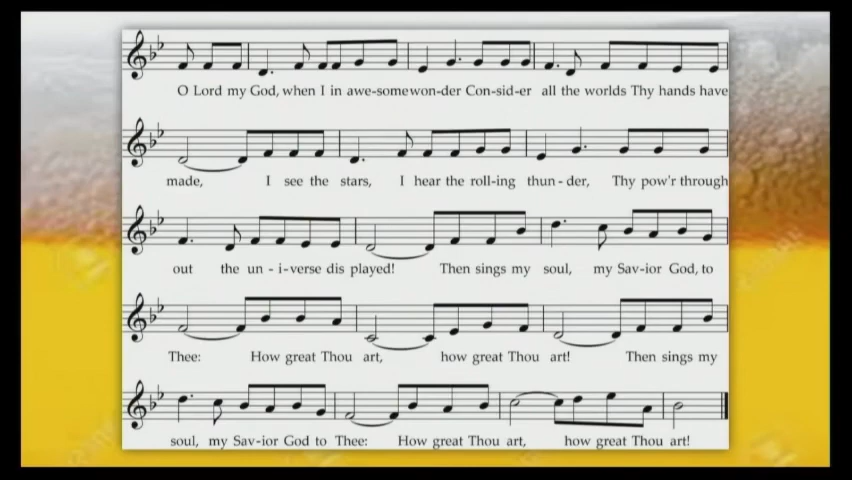 O Lord my God, when I in awe-some won-der Con-sid-er all the worlds Thy hands have
made, I see the stars, I hear the roll-ing thun-der, Thy pow'r through
out the un-i-verse dis played! Then sings my soul, my Sav-ior God, to
Thee: How great Thou art, how great Thou art! Then sings my
soul, my Sav-ior God to Thee: How great Thou art, how great Thou art!